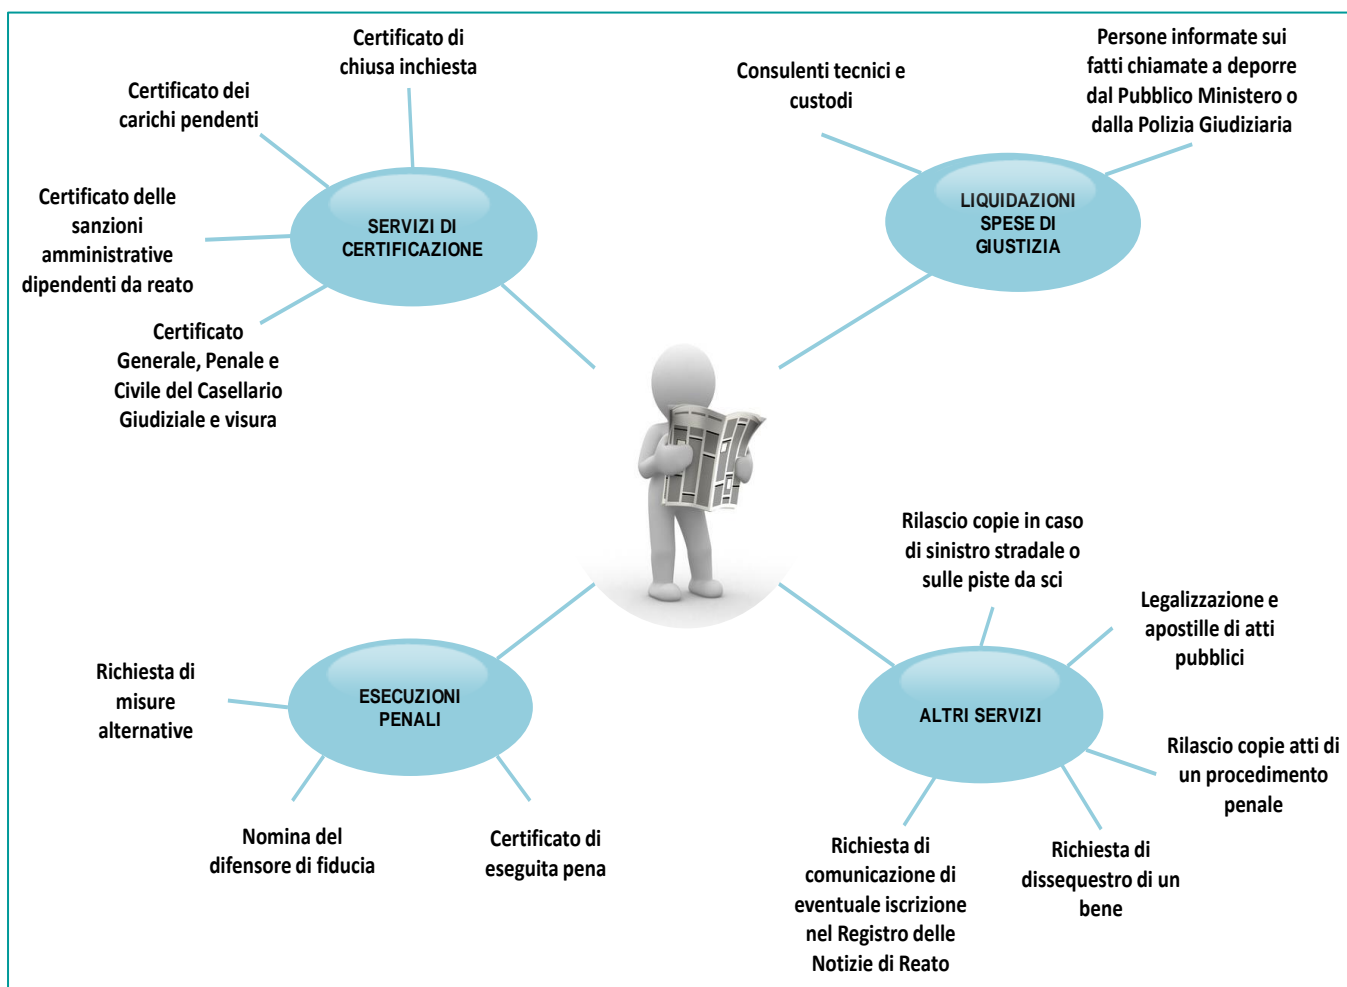 Certificato di
chiusa inchiesta
Certificato dei
carichi pendenti
Certificato delle
sanzioni
amministrative
dipendenti da reato
Certificato
Generale, Penale e
Civile del Casellario
Giudiziale e visura
SERVIZI DI
CERTIFICAZIONE
Consulenti tecnici e
custodi
Persone informate sui
fatti chiamate a deporre
dal Pubblico Ministero o
dalla Polizia Giudiziaria
LIQUIDAZIONI
SPESE DI
GIUSTIZIA
Richiesta di
misure
alternative
ESECUZIONI
PENALI
Nomina del
difensore di fiducia
Certificato di
eseguita pena
Rilascio copie in caso
di sinistro stradale o
sulle piste da sci
Legalizzazione e
apostille di atti
pubblici
ALTRI SERVIZI
Rilascio copie atti di
un procedimento
penale
Richiesta di
dissequestro di un
bene
Richiesta di
comunicazione di
eventuale iscrizione
nel Registro delle
Notizie di Reato